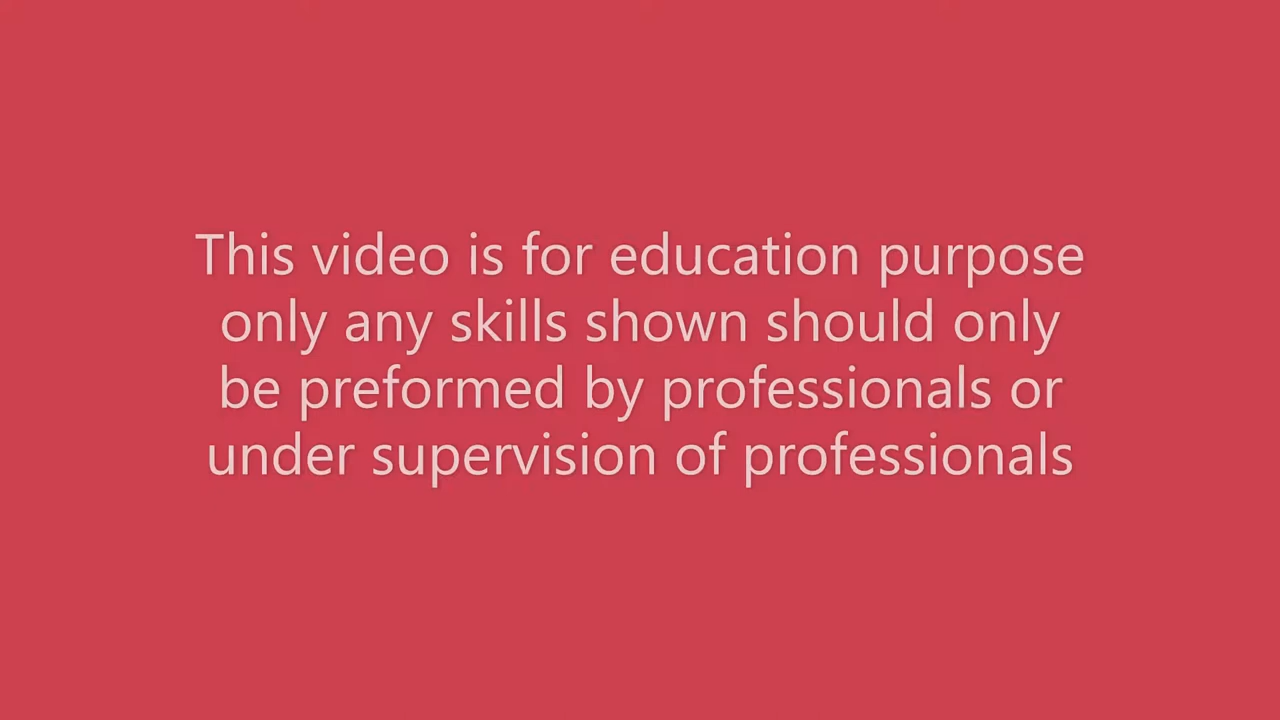 This video is for education purpose
only any skills shown should only
be preformed by professionals or
under supervision of professionals